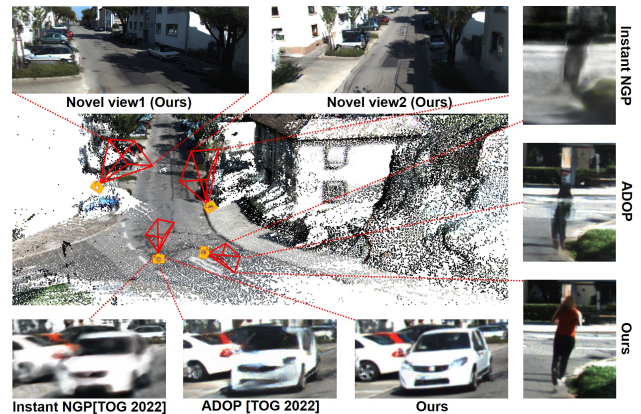 Novel view1 (Ours)
Novel view2 (Ours)
Instant NGP
ADOP
Ours
Instant NGP[TOG 2022]
ADOP [TOG 2022]
Ours